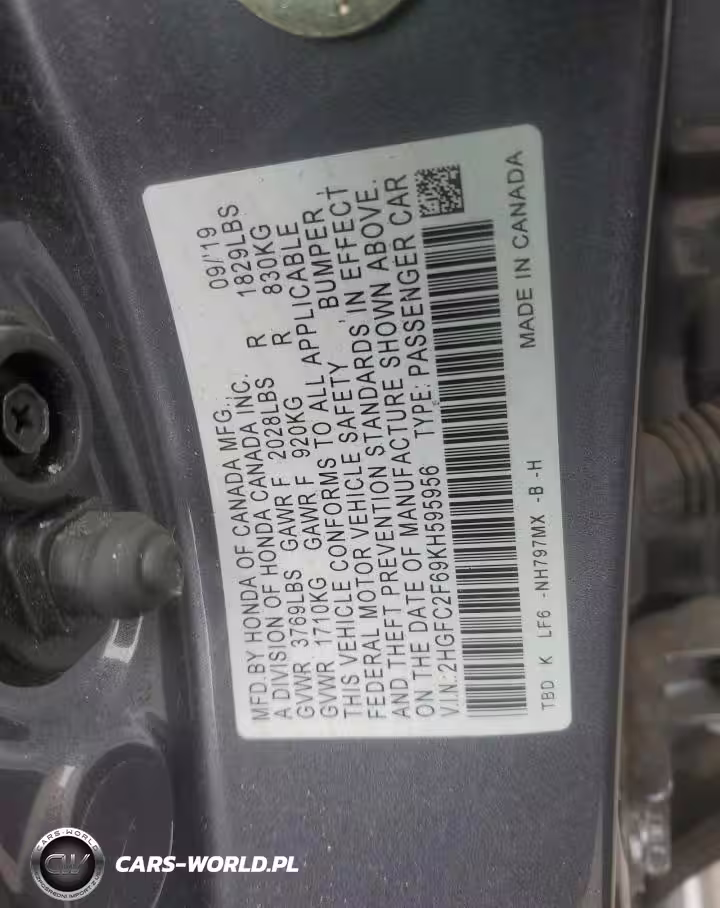 MFD.BY HONDA OF CANADA MFG., 09/'19
A DIVISION OF HONDA CANADA INC.
GVWR 3769LBS GAWR F 2028LBS R 1829LBS
GVWR 1710KG GAWR F 920KG R 830KG
THIS VEHICLE CONFORMS TO ALL APPLICABLE
FEDERAL MOTOR VEHICLE SAFETY, BUMPER,
AND THEFT PREVENTION STANDARDS IN EFFECT
ON THE DATE OF MANUFACTURE SHOWN ABOVE.
V.I.N.:2HGFC2F69KH595956 TYPE: PASSENGER CAR
TBD K LF6 -NH797MX -B -H MADE IN CANADA
CARS-WORLD
CW
CARS-WORLD.PL